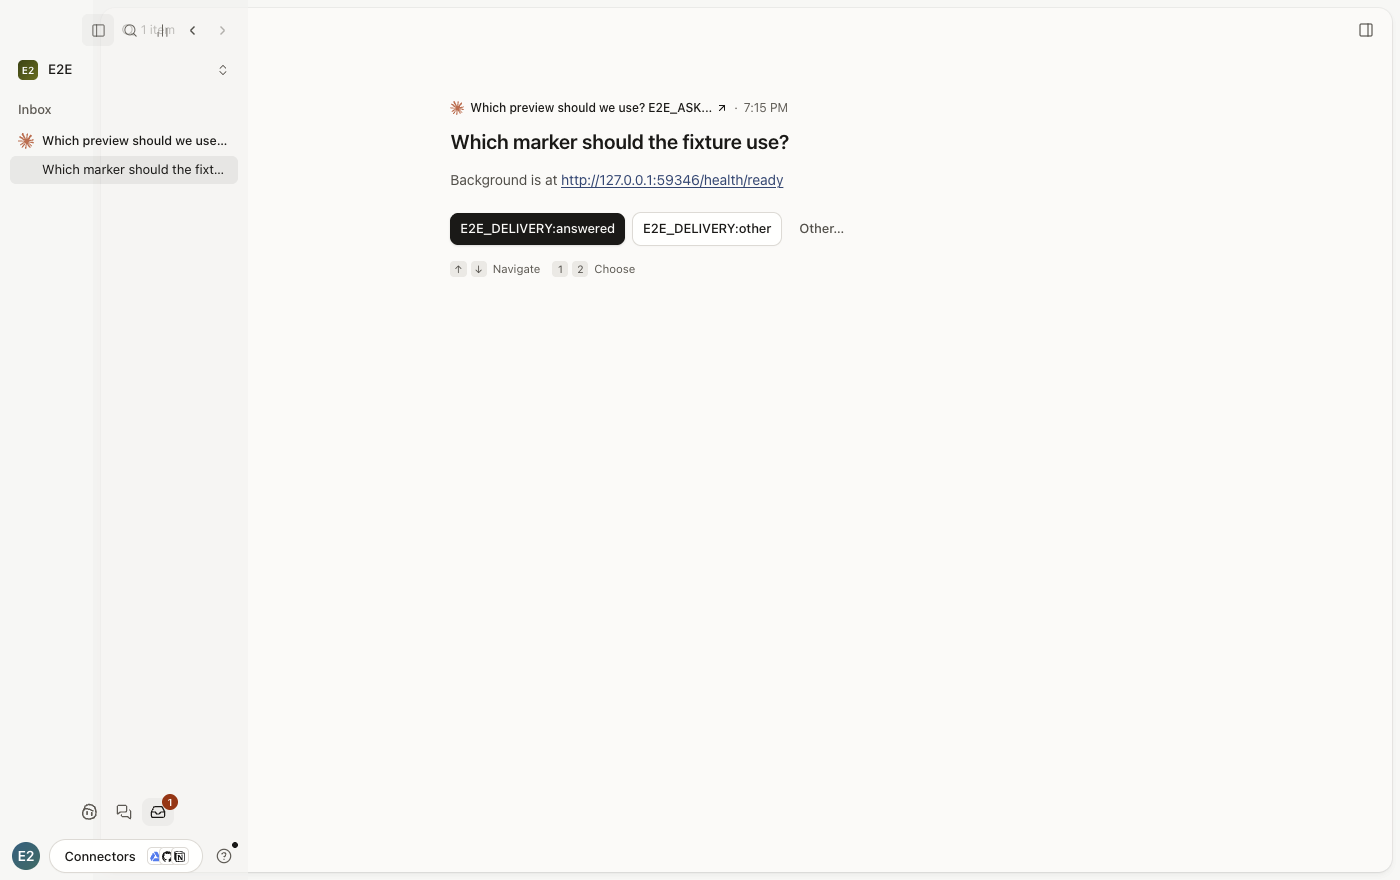 1 item
E2 E2E
Inbox
Which preview should we use...
Which marker should the fixt...
Which preview should we use? E2E_ASK... · 7:15 PM
Which marker should the fixture use?
Background is at http://127.0.0.1:59346/health/ready
E2E_DELIVERY:answered E2E_DELIVERY:other Other...
↑ ↓ Navigate 1 2 Choose
1
E2 Connectors